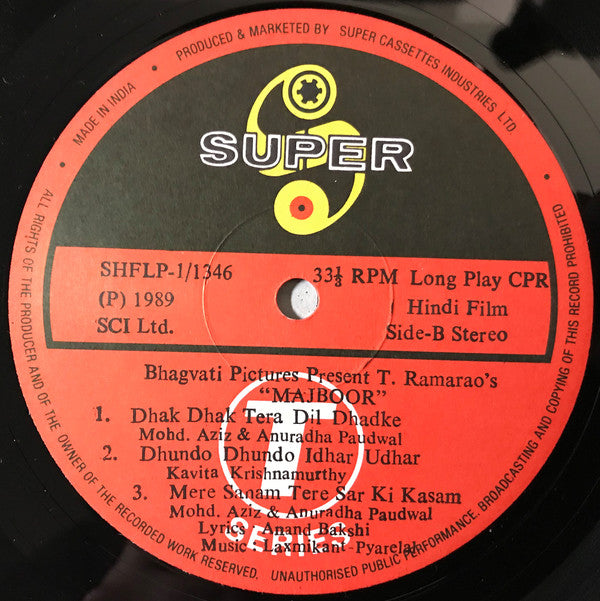 • MADE IN INDIA • PRODUCED & MARKETED BY SUPER CASSETTES INDUSTRIES. LTD
SUPER
SHFLP-1/1346
33⅓ RPM Long Play CPR
(P) 1989
Hindi Film
SCI Ltd.
Side-B Stereo
Bhagvati Pictures Present T. Ramarao's
"MAJBOOR"
1. Dhak Dhak Tera Dil Dhadke
Mohd. Aziz & Anuradha Paudwal
2. Dhundo Dhundo Idhar Udhar
Kavita Krishnamurthy
3. Mere Sanam Tere Sar Ki Kasam
Mohd. Aziz & Anuradha Paudwal
Lyrics : Anand Bakshi
Music : Laxmikant-Pyarelal
T
SERIES
• ALL RIGHTS OF THE PRODUCER AND OF THE OWNER OF THE RECORDED WORK RESERVED. UNAUTHORISED PUBLIC PERFORMANCE. BROADCASTING AND COPYING OF THIS RECORD PROHIBITED